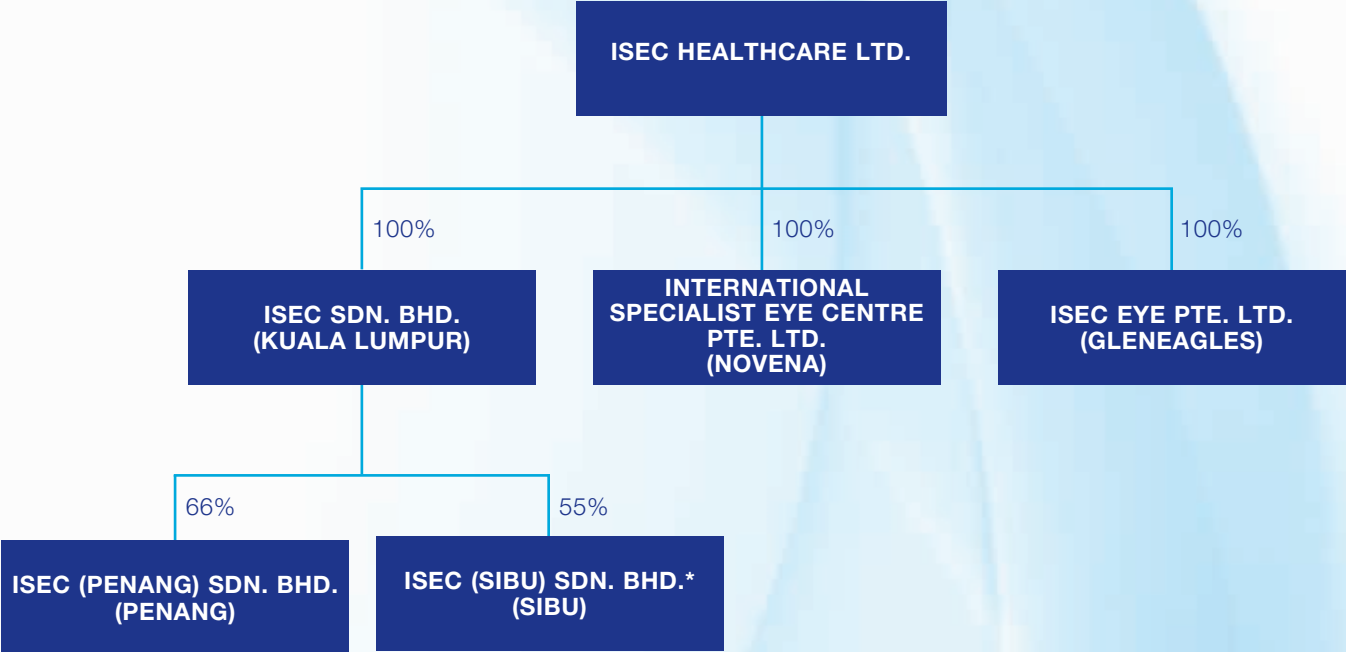 ISEC HEALTHCARE LTD.
100%
100%
100%
ISEC SDN. BHD.
(KUALA LUMPUR)
INTERNATIONAL
SPECIALIST EYE CENTRE
PTE. LTD.
(NOVENA)
ISEC EYE PTE. LTD.
(GLENEAGLES)
66%
55%
ISEC (PENANG) SDN. BHD.
(PENANG)
ISEC (SIBU) SDN. BHD.*
(SIBU)